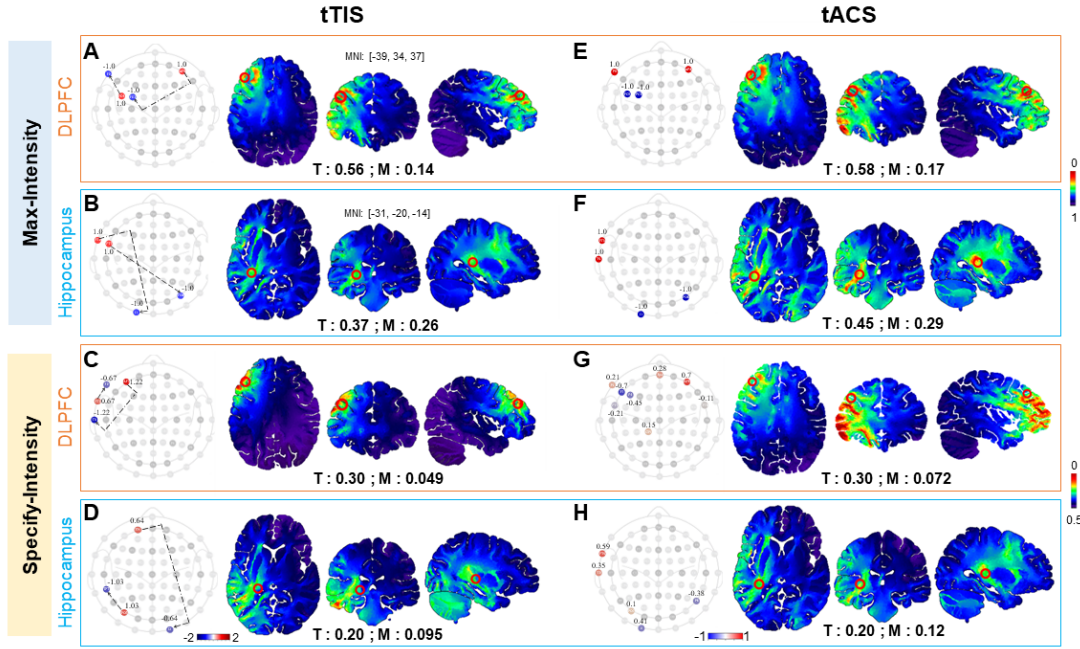 tTIS
tACS
Max-Intensity
Specify-Intensity
DLPFC
A
-1.0
1.0
-1.0
1.0
MNI: [-39, 34, 37]
T : 0.56 ; M : 0.14
E
1.0
1.0
-1.0
-1.0
T : 0.58 ; M : 0.17
Hippocampus
B
1.0
1.0
-1.0
-1.0
MNI: [-31, -20, -14]
T : 0.37 ; M : 0.26
F
1.0
1.0
-1.0
-1.0
T : 0.45 ; M : 0.29
0
1
DLPFC
C
-0.67
1.22
0.67
-1.22
T : 0.30 ; M : 0.049
G
0.28
0.21
0.7
-0.7
-0.43
-0.11
-0.21
0.15
T : 0.30 ; M : 0.072
Hippocampus
D
0.64
-1.03
1.03
-0.64
-2
2
T : 0.20 ; M : 0.095
H
0.59
0.35
-0.38
0.1
0.41
-1
1
T : 0.20 ; M : 0.12
0
0.5